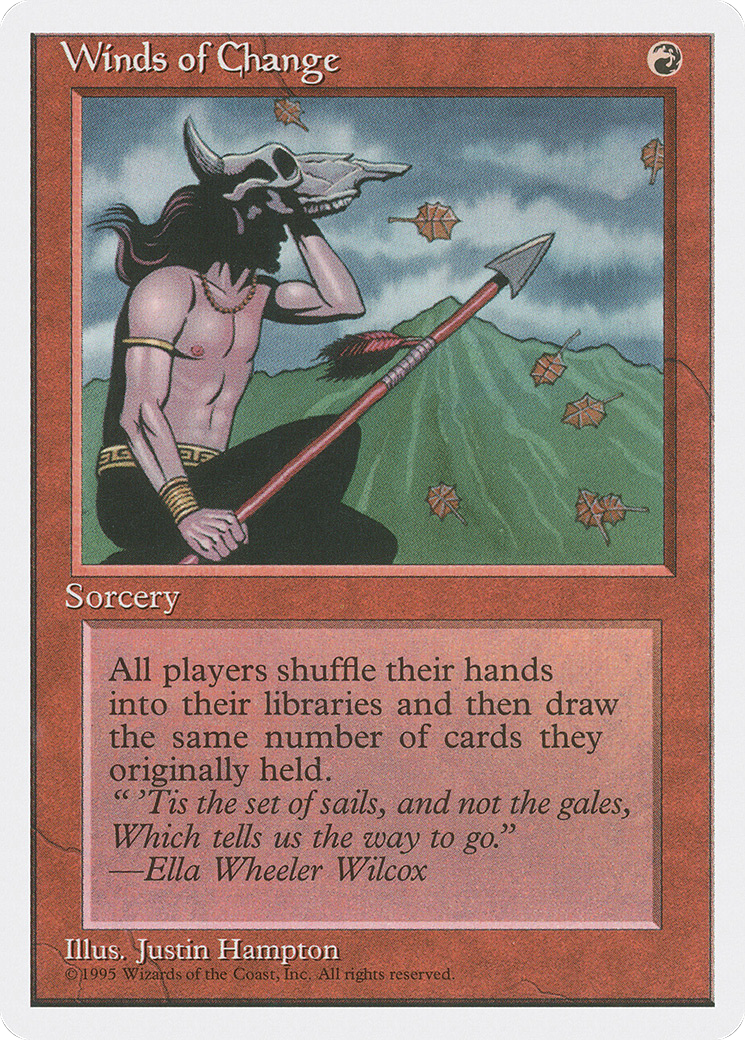 Winds of Change
Sorcery
All players shuffle their hands
into their libraries and then draw
the same number of cards they
originally held.
“ ’Tis the set of sails, and not the gales,
Which tells us the way to go.”
—Ella Wheeler Wilcox
Illus. Justin Hampton
©1995 Wizards of the Coast, Inc. All rights reserved.